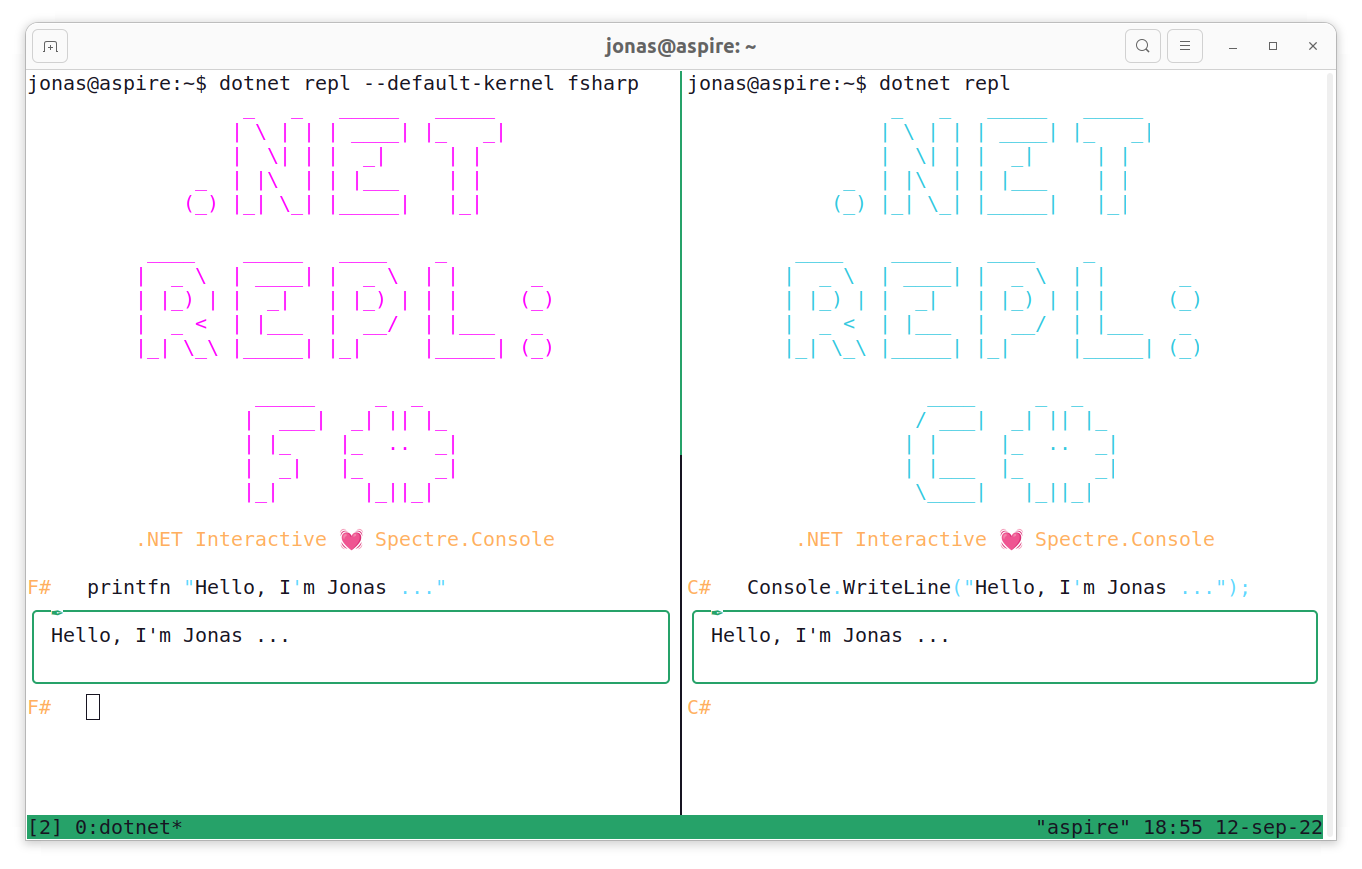 jonas@aspire: ~
jonas@aspire:~$ dotnet repl --default-kernel fsharp
.NET
REPL:
F#
.NET Interactive 💓 Spectre.Console
F# printfn "Hello, I'm Jonas ..."
Hello, I'm Jonas ...
F#
jonas@aspire:~$ dotnet repl
.NET
REPL:
C#
.NET Interactive 💓 Spectre.Console
C# Console.WriteLine("Hello, I'm Jonas ...");
Hello, I'm Jonas ...
C#
[2] 0:dotnet* "aspire" 18:55 12-sep-22